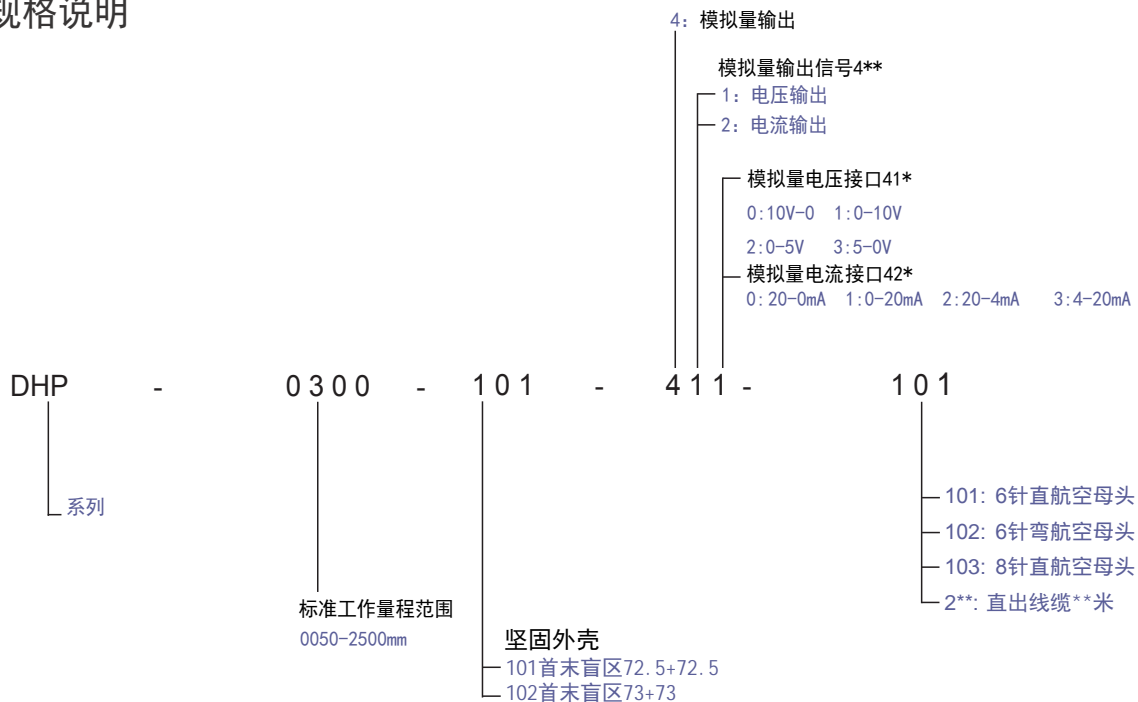 规格说明
4: 模拟量输出
模拟量输出信号4**
1: 电压输出
2: 电流输出
模拟量电压接口41*
0:10V-0 1:0-10V
2:0-5V 3:5-0V
模拟量电流接口42*
0:20-0mA 1:0-20mA 2:20-4mA 3:4-20mA
DHP - 0300 - 101 - 411- 101
系列
标准工作量程范围
0050-2500mm
坚固外壳
101首末盲区72.5+72.5
102首末盲区73+73
101: 6针直航空母头
102: 6针弯航空母头
103: 8针直航空母头
2**: 直出线缆**米